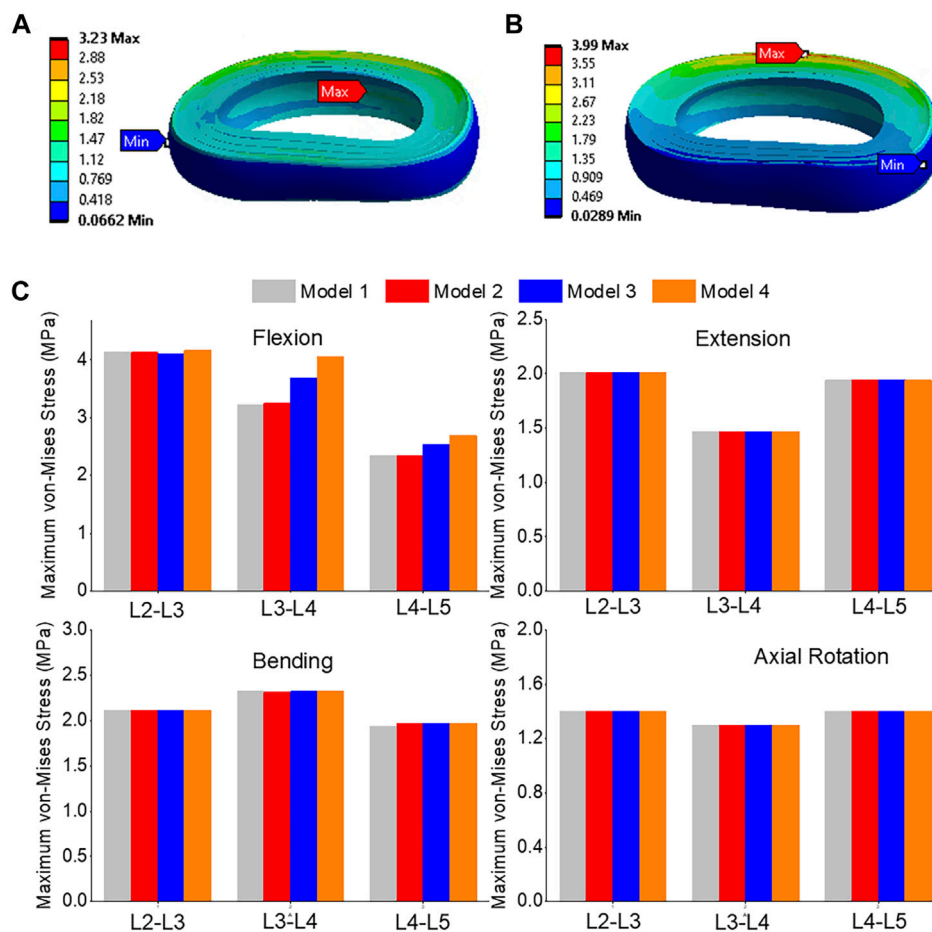 A
3.23 Max
2.88
2.53
2.18
1.82
1.47
1.12
0.769
0.418
0.0662 Min
Max
Min
B
3.99 Max
3.55
3.11
2.67
2.23
1.79
1.35
0.909
0.469
0.0289 Min
Max
Min
C
Model 1 Model 2 Model 3 Model 4
Maximum von-Mises Stress (MPa)
Flexion
4
3
2
1
0
L2-L3 L3-L4 L4-L5
Maximum von-Mises Stress (MPa)
Extension
2.5
2.0
1.5
1.0
0.5
0.0
L2-L3 L3-L4 L4-L5
Maximum von-Mises Stress (MPa)
Bending
3.0
2.5
2.0
1.5
1.0
0.5
0.0
L2-L3 L3-L4 L4-L5
Maximum von-Mises Stress (MPa)
Axial Rotation
2.0
1.6
1.2
0.8
0.4
0.0
L2-L3 L3-L4 L4-L5